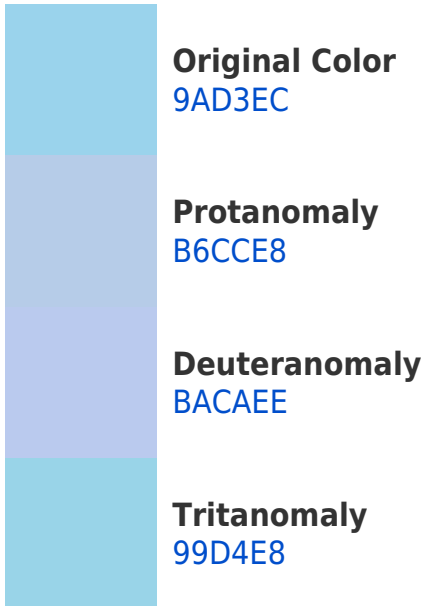 Original Color
9AD3EC
Protanomaly
B6CCE8
Deuteranomaly
BACAEE
Tritanomaly
99D4E8